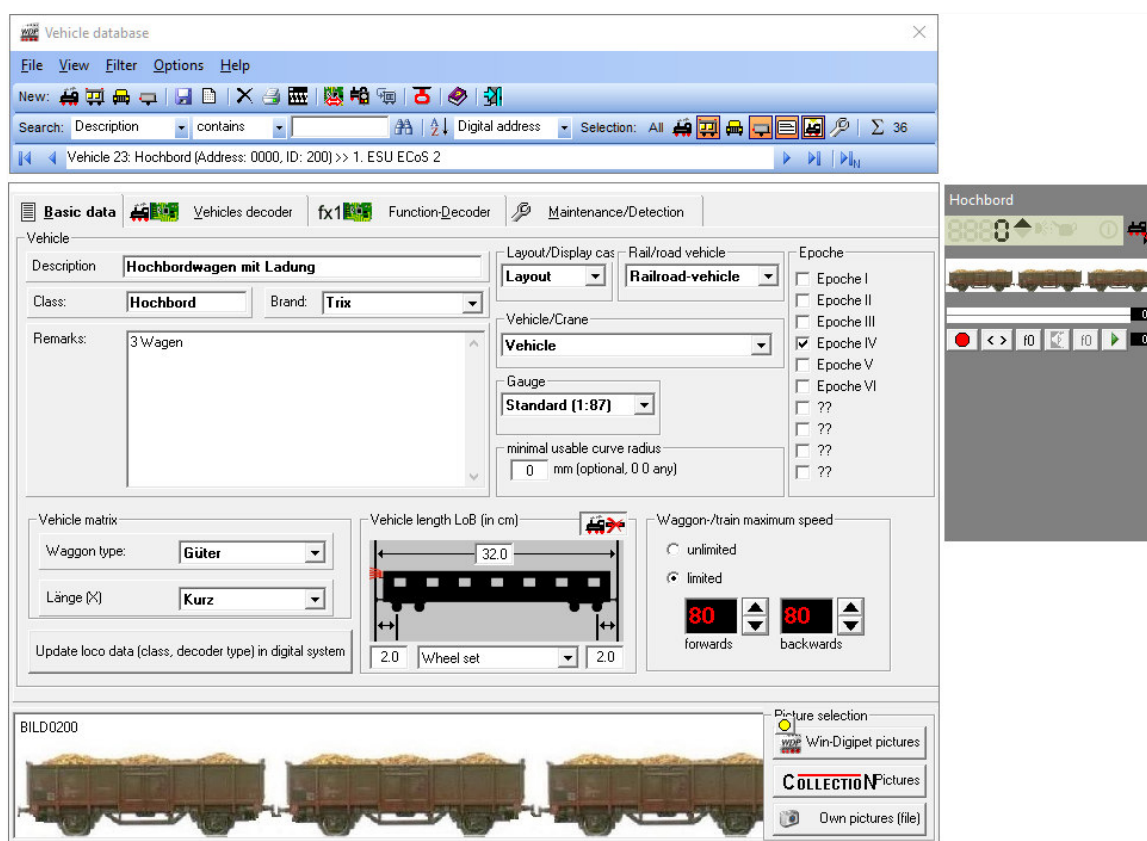 Vehicle database
File View Filter Options Help
New:
Search: Description contains Digital address Selection: All Σ 36
Vehicle 23: Hochbord (Address: 0000, ID: 200) >> 1. ESU ECoS 2
Basic data Vehicles decoder fx1 Function-Decoder Maintenance/Detection
Vehicle
Description Hochbordwagen mit Ladung
Class: Hochbord Brand: Trix
Remarks: 3 Wagen
Layout/Display cas Rail/road vehicle
Layout Railroad-vehicle
Vehicle/Crane
Vehicle
Gauge
Standard (1:87)
minimal usable curve radius
0 mm (optional, 0 0 any)
Epoche
Epoche I
Epoche II
Epoche III
Epoche IV
Epoche V
Epoche VI
??
??
??
??
Vehicle matrix
Waggon type: Güter
Länge (X) Kurz
Update loco data (class, decoder type) in digital system
Vehicle length LoB (in cm)
32.0
2.0 Wheel set 2.0
Waggon-/train maximum speed
unlimited
limited
80 80
forwards backwards
BILD0200
Picture selection
WDP Win-Digipet pictures
COLLECTION Pictures
Own pictures (file)
Hochbord
0
f0 f0